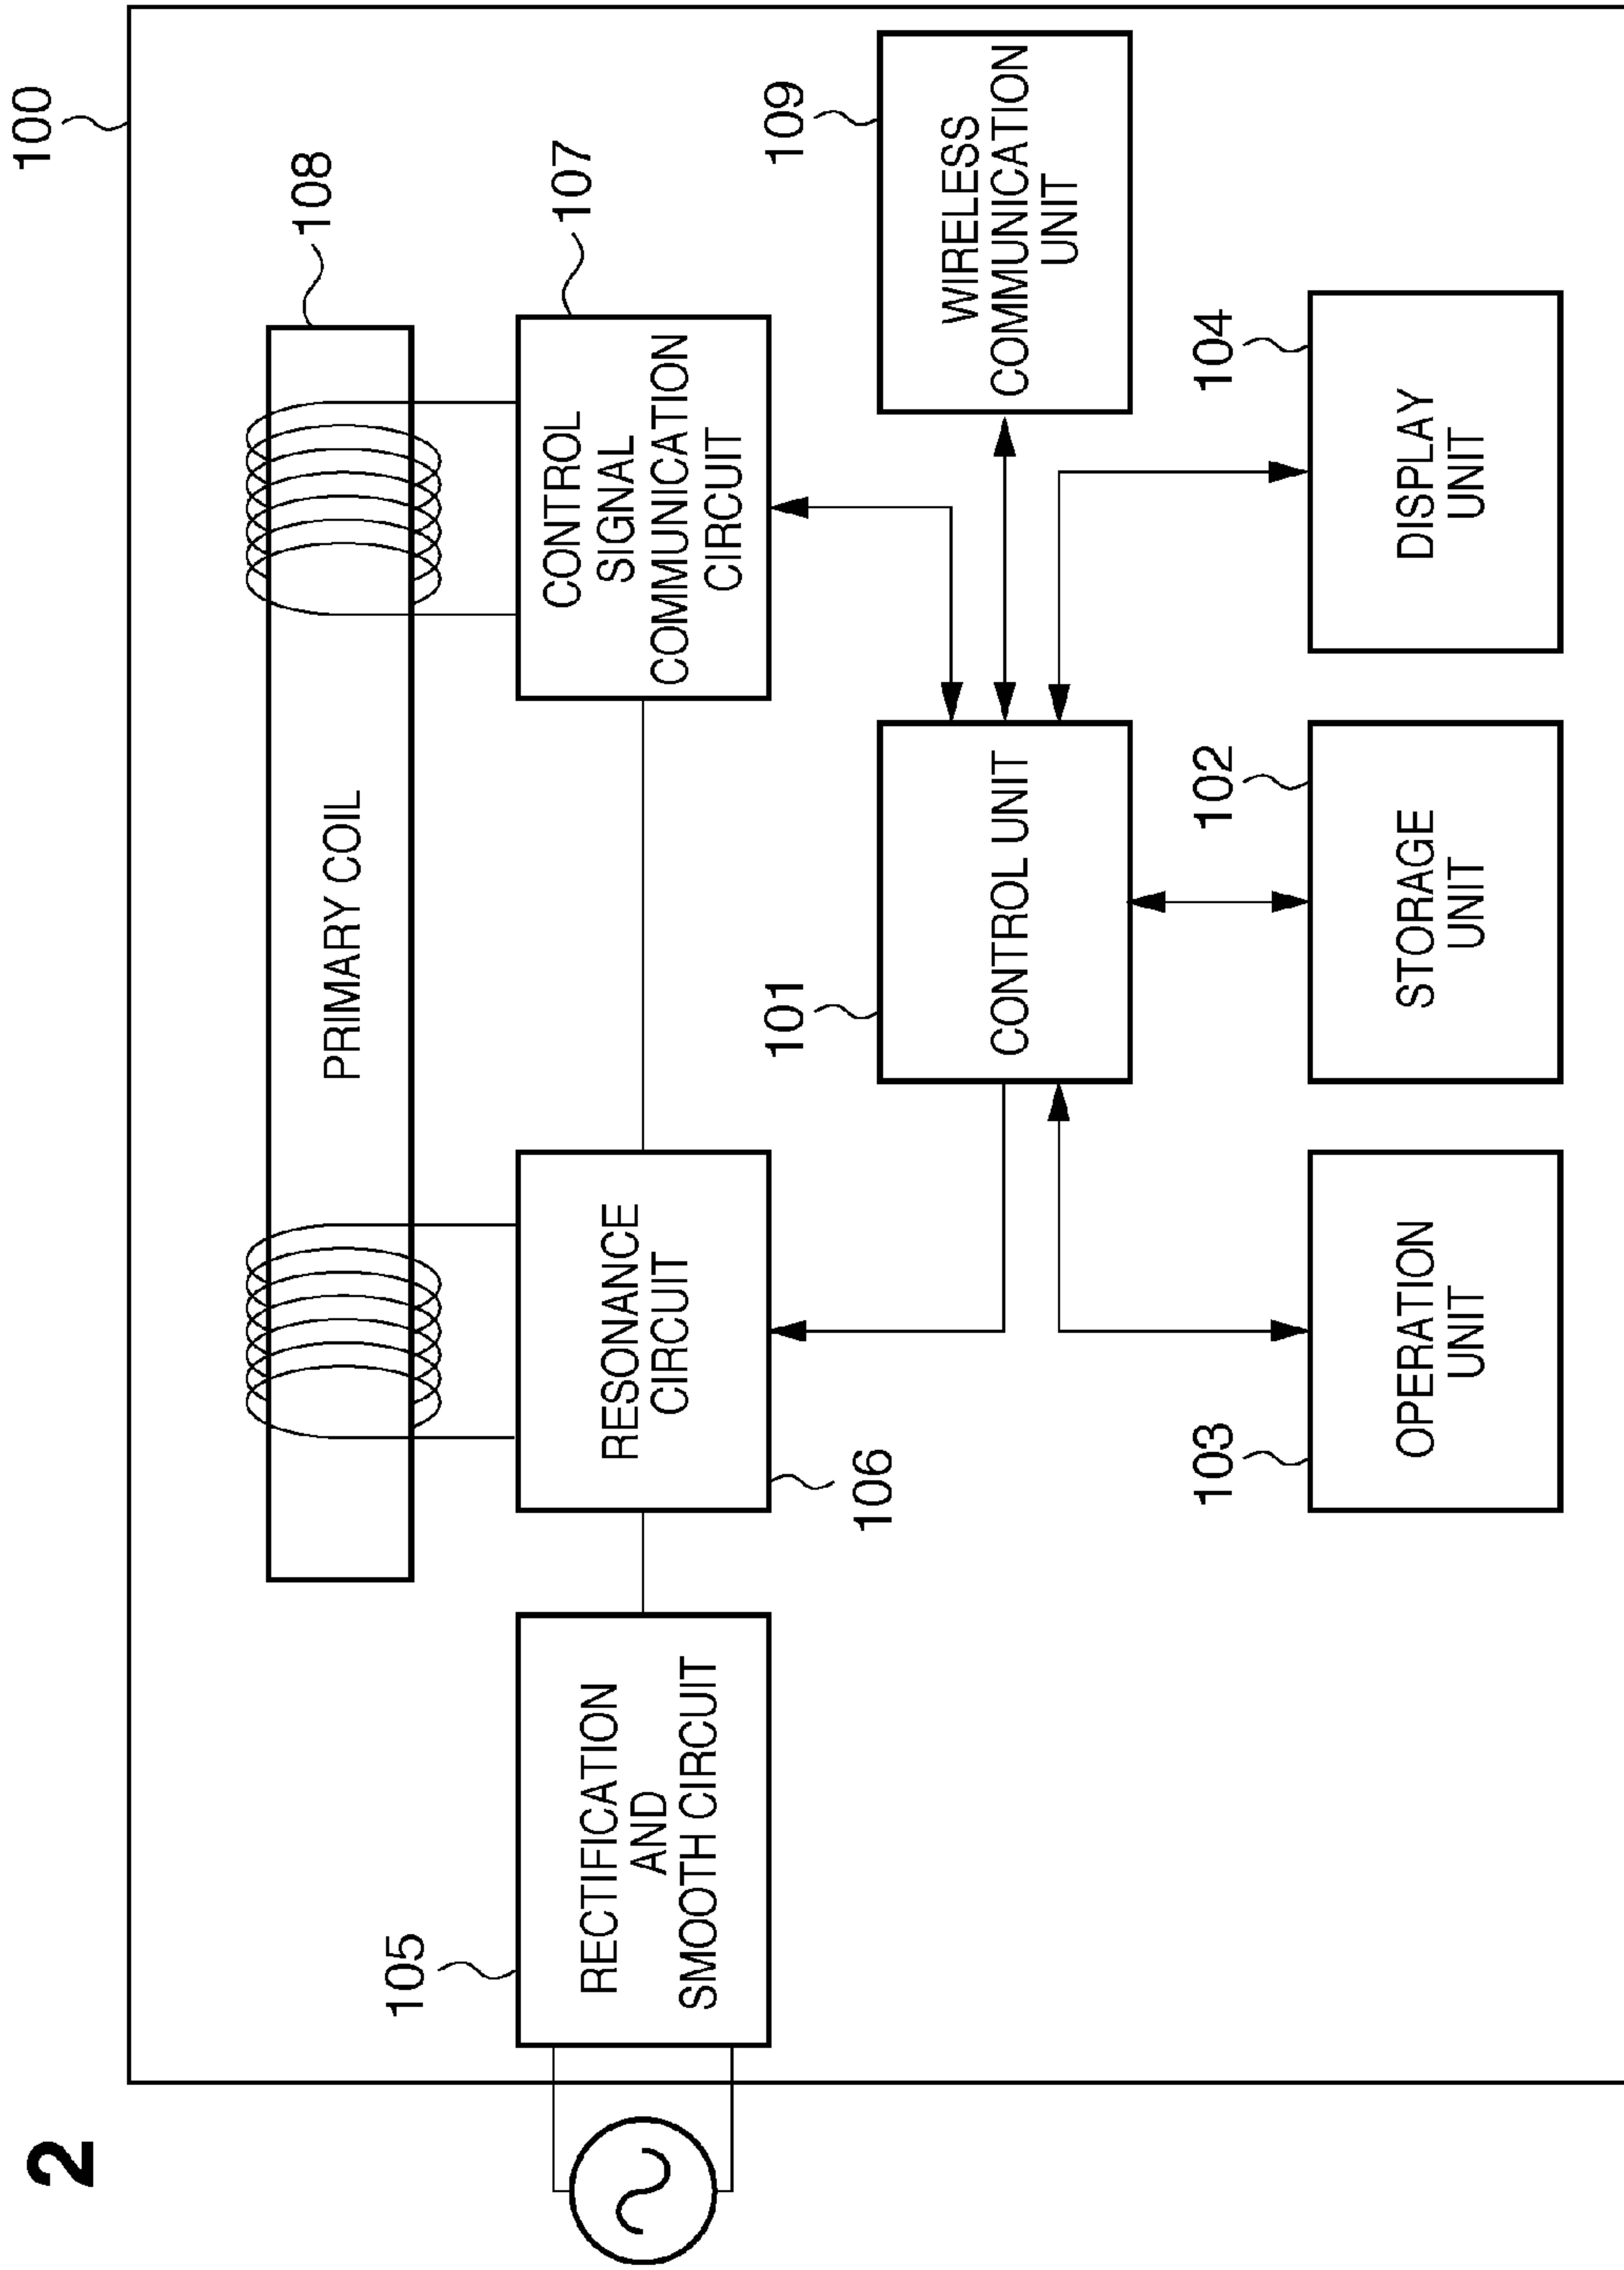 2
100
108
PRIMARY COIL
105
RECTIFICATION
AND
SMOOTH CIRCUIT
RESONANCE
CIRCUIT
106
107
CONTROL
SIGNAL
COMMUNICATION
CIRCUIT
101
CONTROL UNIT
109
WIRELESS
COMMUNICATION
UNIT
103
OPERATION
UNIT
102
STORAGE
UNIT
104
DISPLAY
UNIT